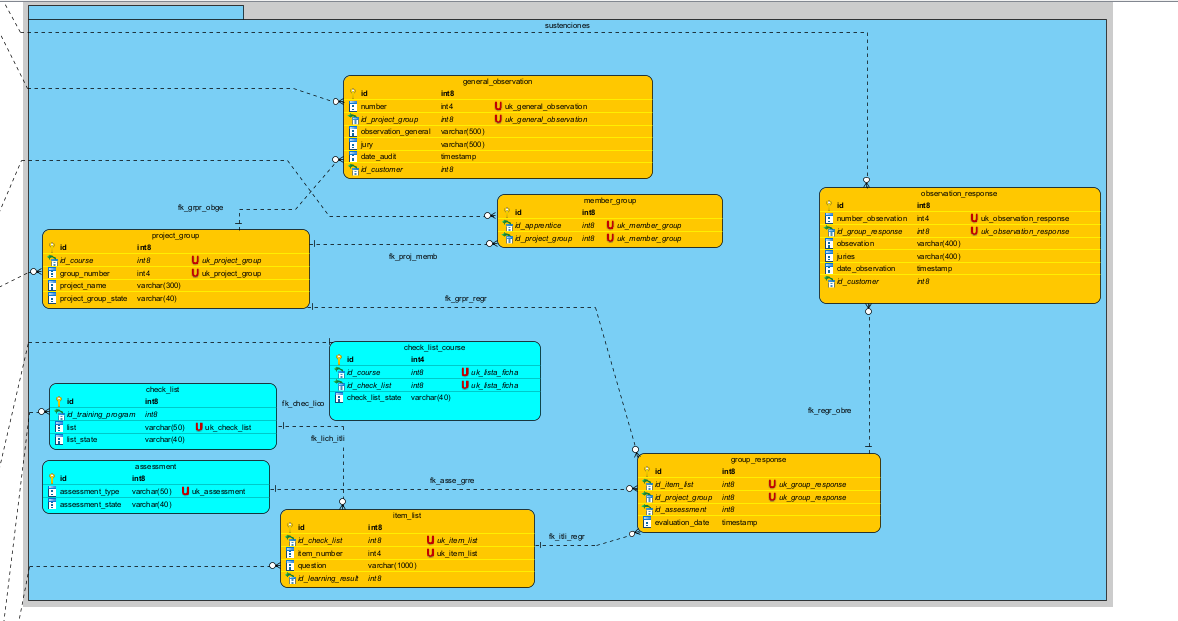 sustenciones
general_observation
id int8
number int4 uk_general_observation
id_project_group int8 uk_general_observation
observation_general varchar(500)
jury varchar(500)
date_audit timestamp
id_customer int8
member_group
id int8
id_apprentice int8 uk_member_group
id_project_group int8 uk_member_group
observation_response
id int8
number_observation int4 uk_observation_response
id_group_response int8 uk_observation_response
obsevation varchar(400)
juries varchar(400)
date_observation timestamp
id_customer int8
fk_grpr_obge
project_group
id int8
id_course int8 uk_project_group
group_number int4 uk_project_group
project_name varchar(300)
project_group_state varchar(40)
fk_proj_memb
fk_grpr_regr
check_list_course
id int4
id_course int8 uk_lista_ficha
id_check_list int8 uk_lista_ficha
check_list_state varchar(40)
check_list
id int8
id_training_program int8
list varchar(50) uk_check_list
list_state varchar(40)
fk_chec_lico
fk_lich_itli
fk_regr_obre
assessment
id int8
assessment_type varchar(50) uk_assessment
assessment_state varchar(40)
fk_asse_grre
group_response
id int8
id_item_list int8 uk_group_response
id_project_group int8 uk_group_response
id_assessment int8
evaluation_date timestamp
item_list
id int8
id_check_list int8 uk_item_list
item_number int4 uk_item_list
question varchar(1000)
id_learning_result int8
fk_itli_regr